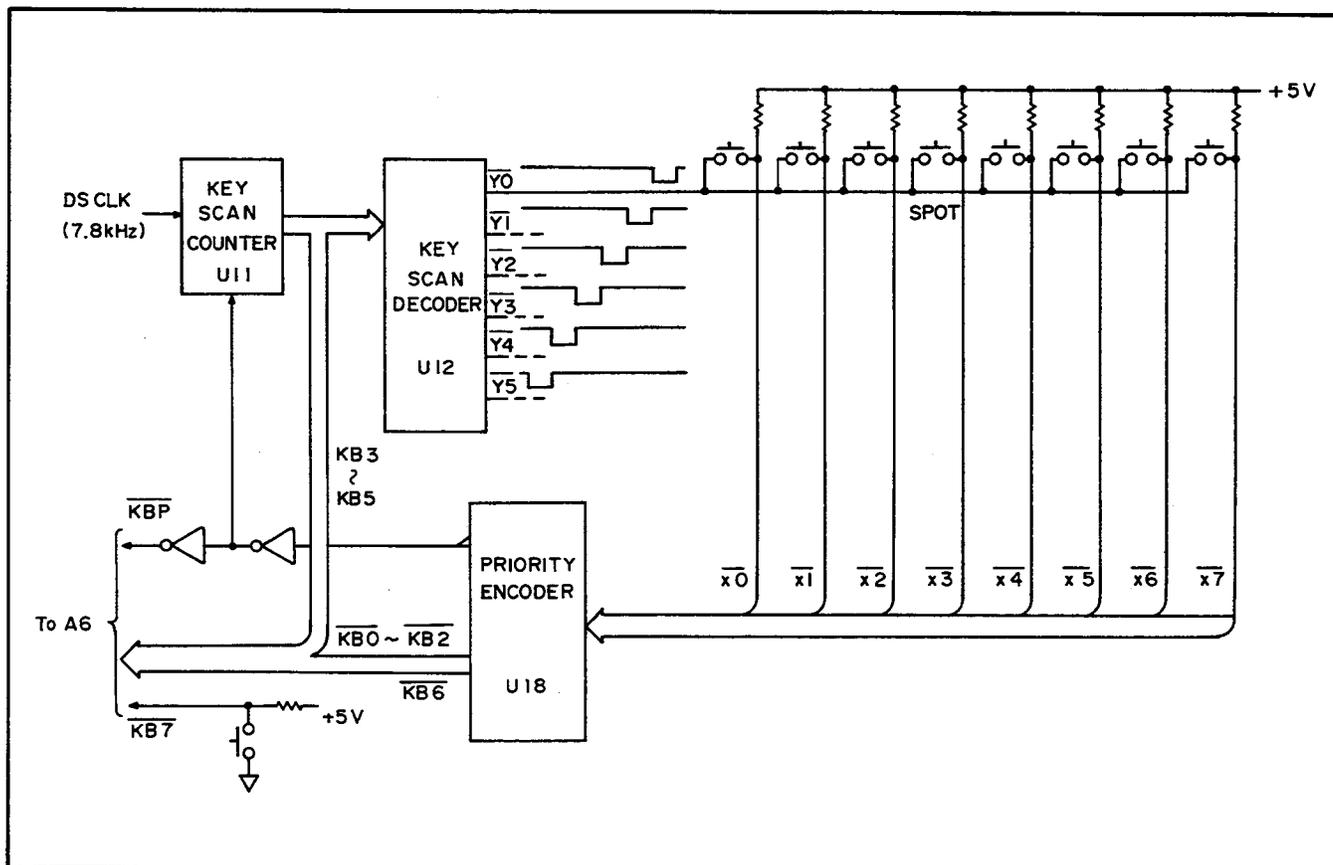 +5V
KEY
SCAN
COUNTER
U11
DS CLK
(7.8kHz)
KEY
SCAN
DECODER
U12
Y0
Y1
Y2
Y3
Y4
Y5
SPOT
KB3
~
KB5
KBP
PRIORITY
ENCODER
U18
x0 x1 x2 x3 x4 x5 x6 x7
To A6
KB0 ~ KB2
KB6
KB7
+5V